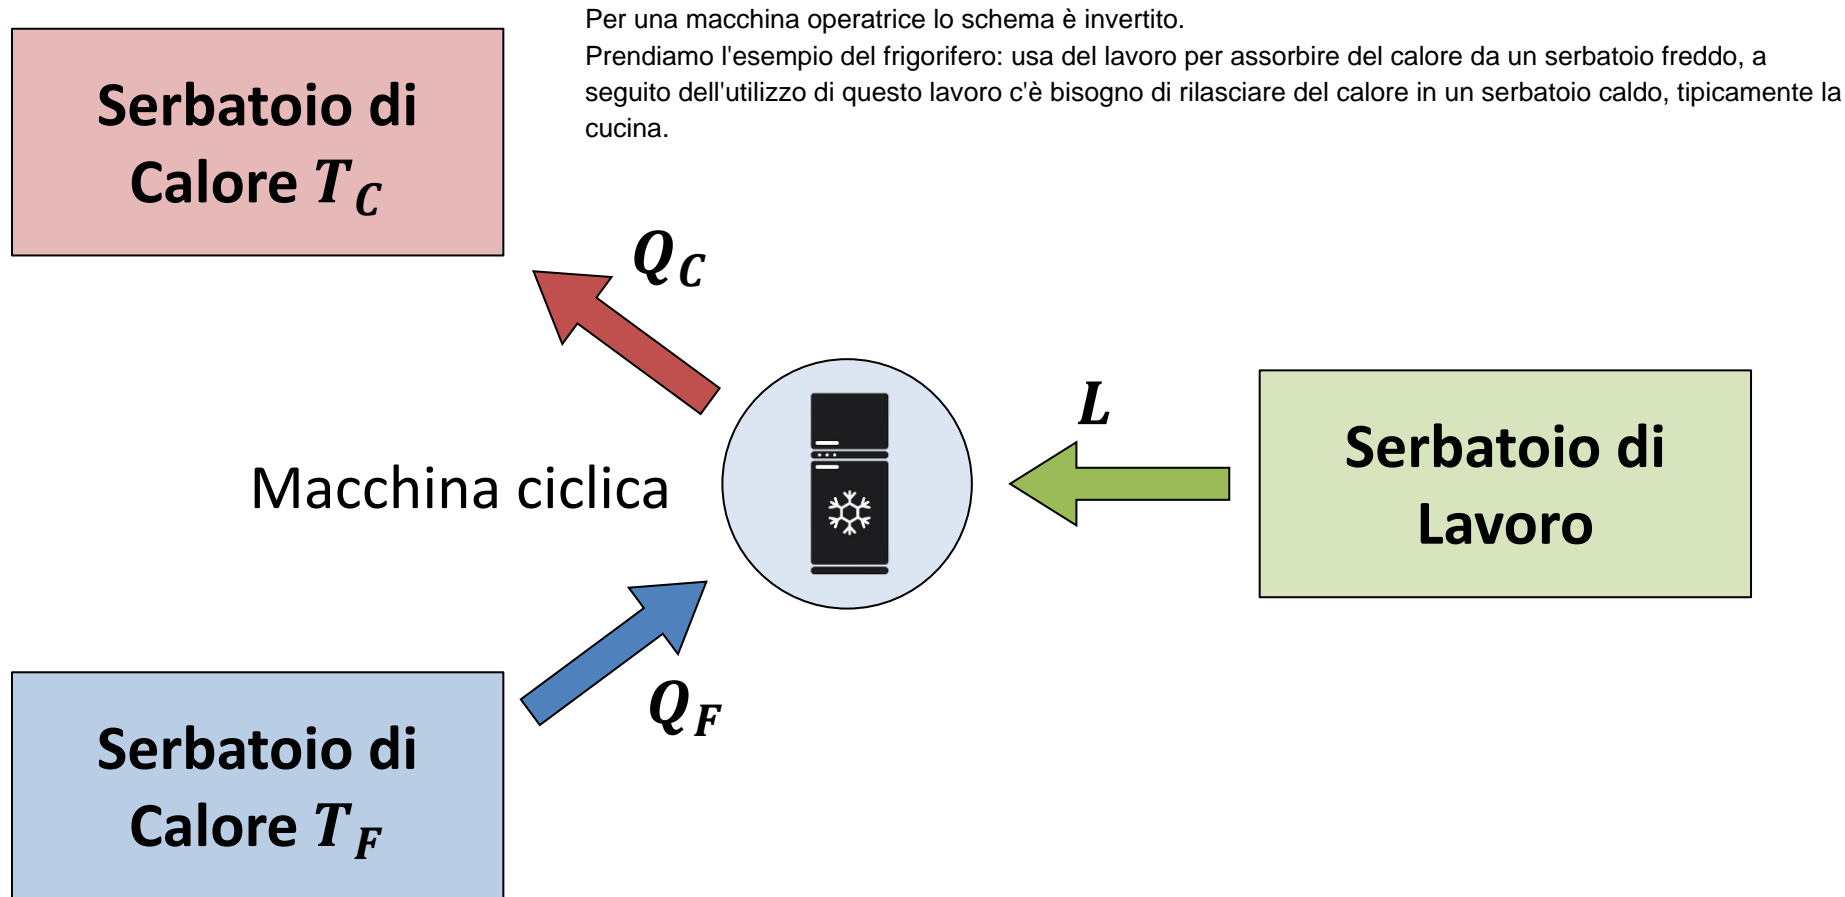 Per una macchina operatrice lo schema è invertito.
Prendiamo l'esempio del frigorifero: usa del lavoro per assorbire del calore da un serbatoio freddo, a
seguito dell'utilizzo di questo lavoro c'è bisogno di rilasciare del calore in un serbatoio caldo, tipicamente la
cucina.
Serbatoio di
Calore T_C
Q_C
L
Serbatoio di
Lavoro
Macchina ciclica
Q_F
Serbatoio di
Calore T_F